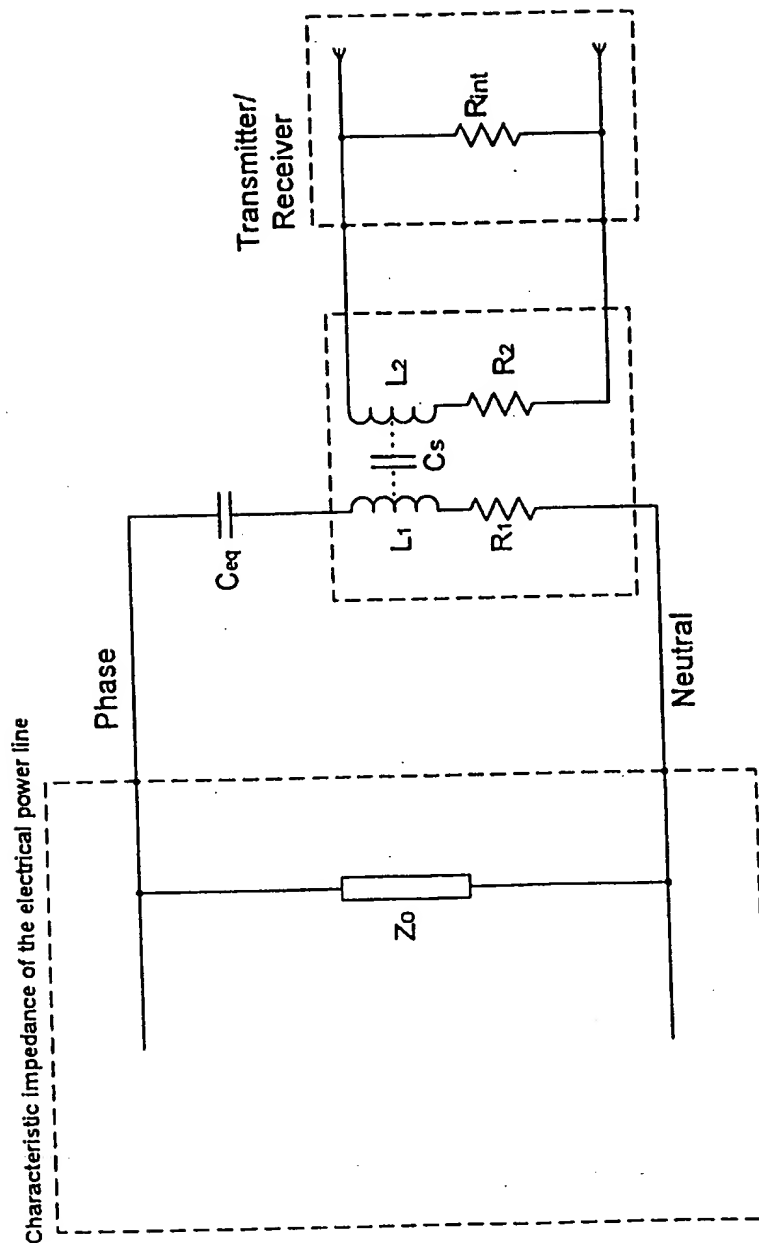 Characteristic impedance of the electrical power line
Phase
Neutral
Zo
Ceq
L1
R1
Cs
L2
R2
Transmitter/
Receiver
Rint